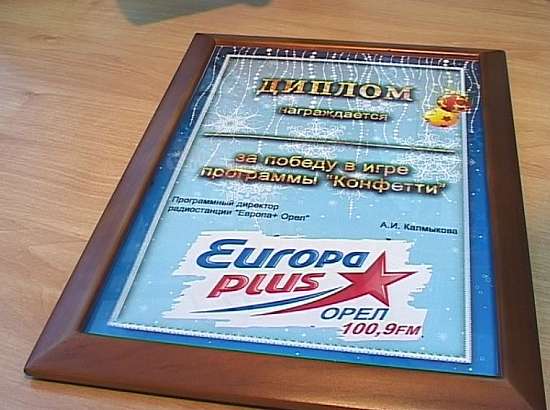 ДИПЛОМ
награждается
за победу в игре
программы "Конфетти"
Программный директор
радиостанции "Европа+ Орел"
А.И. Калмыкова
EUROPA
PLUS
ОРЕЛ
100,9FM